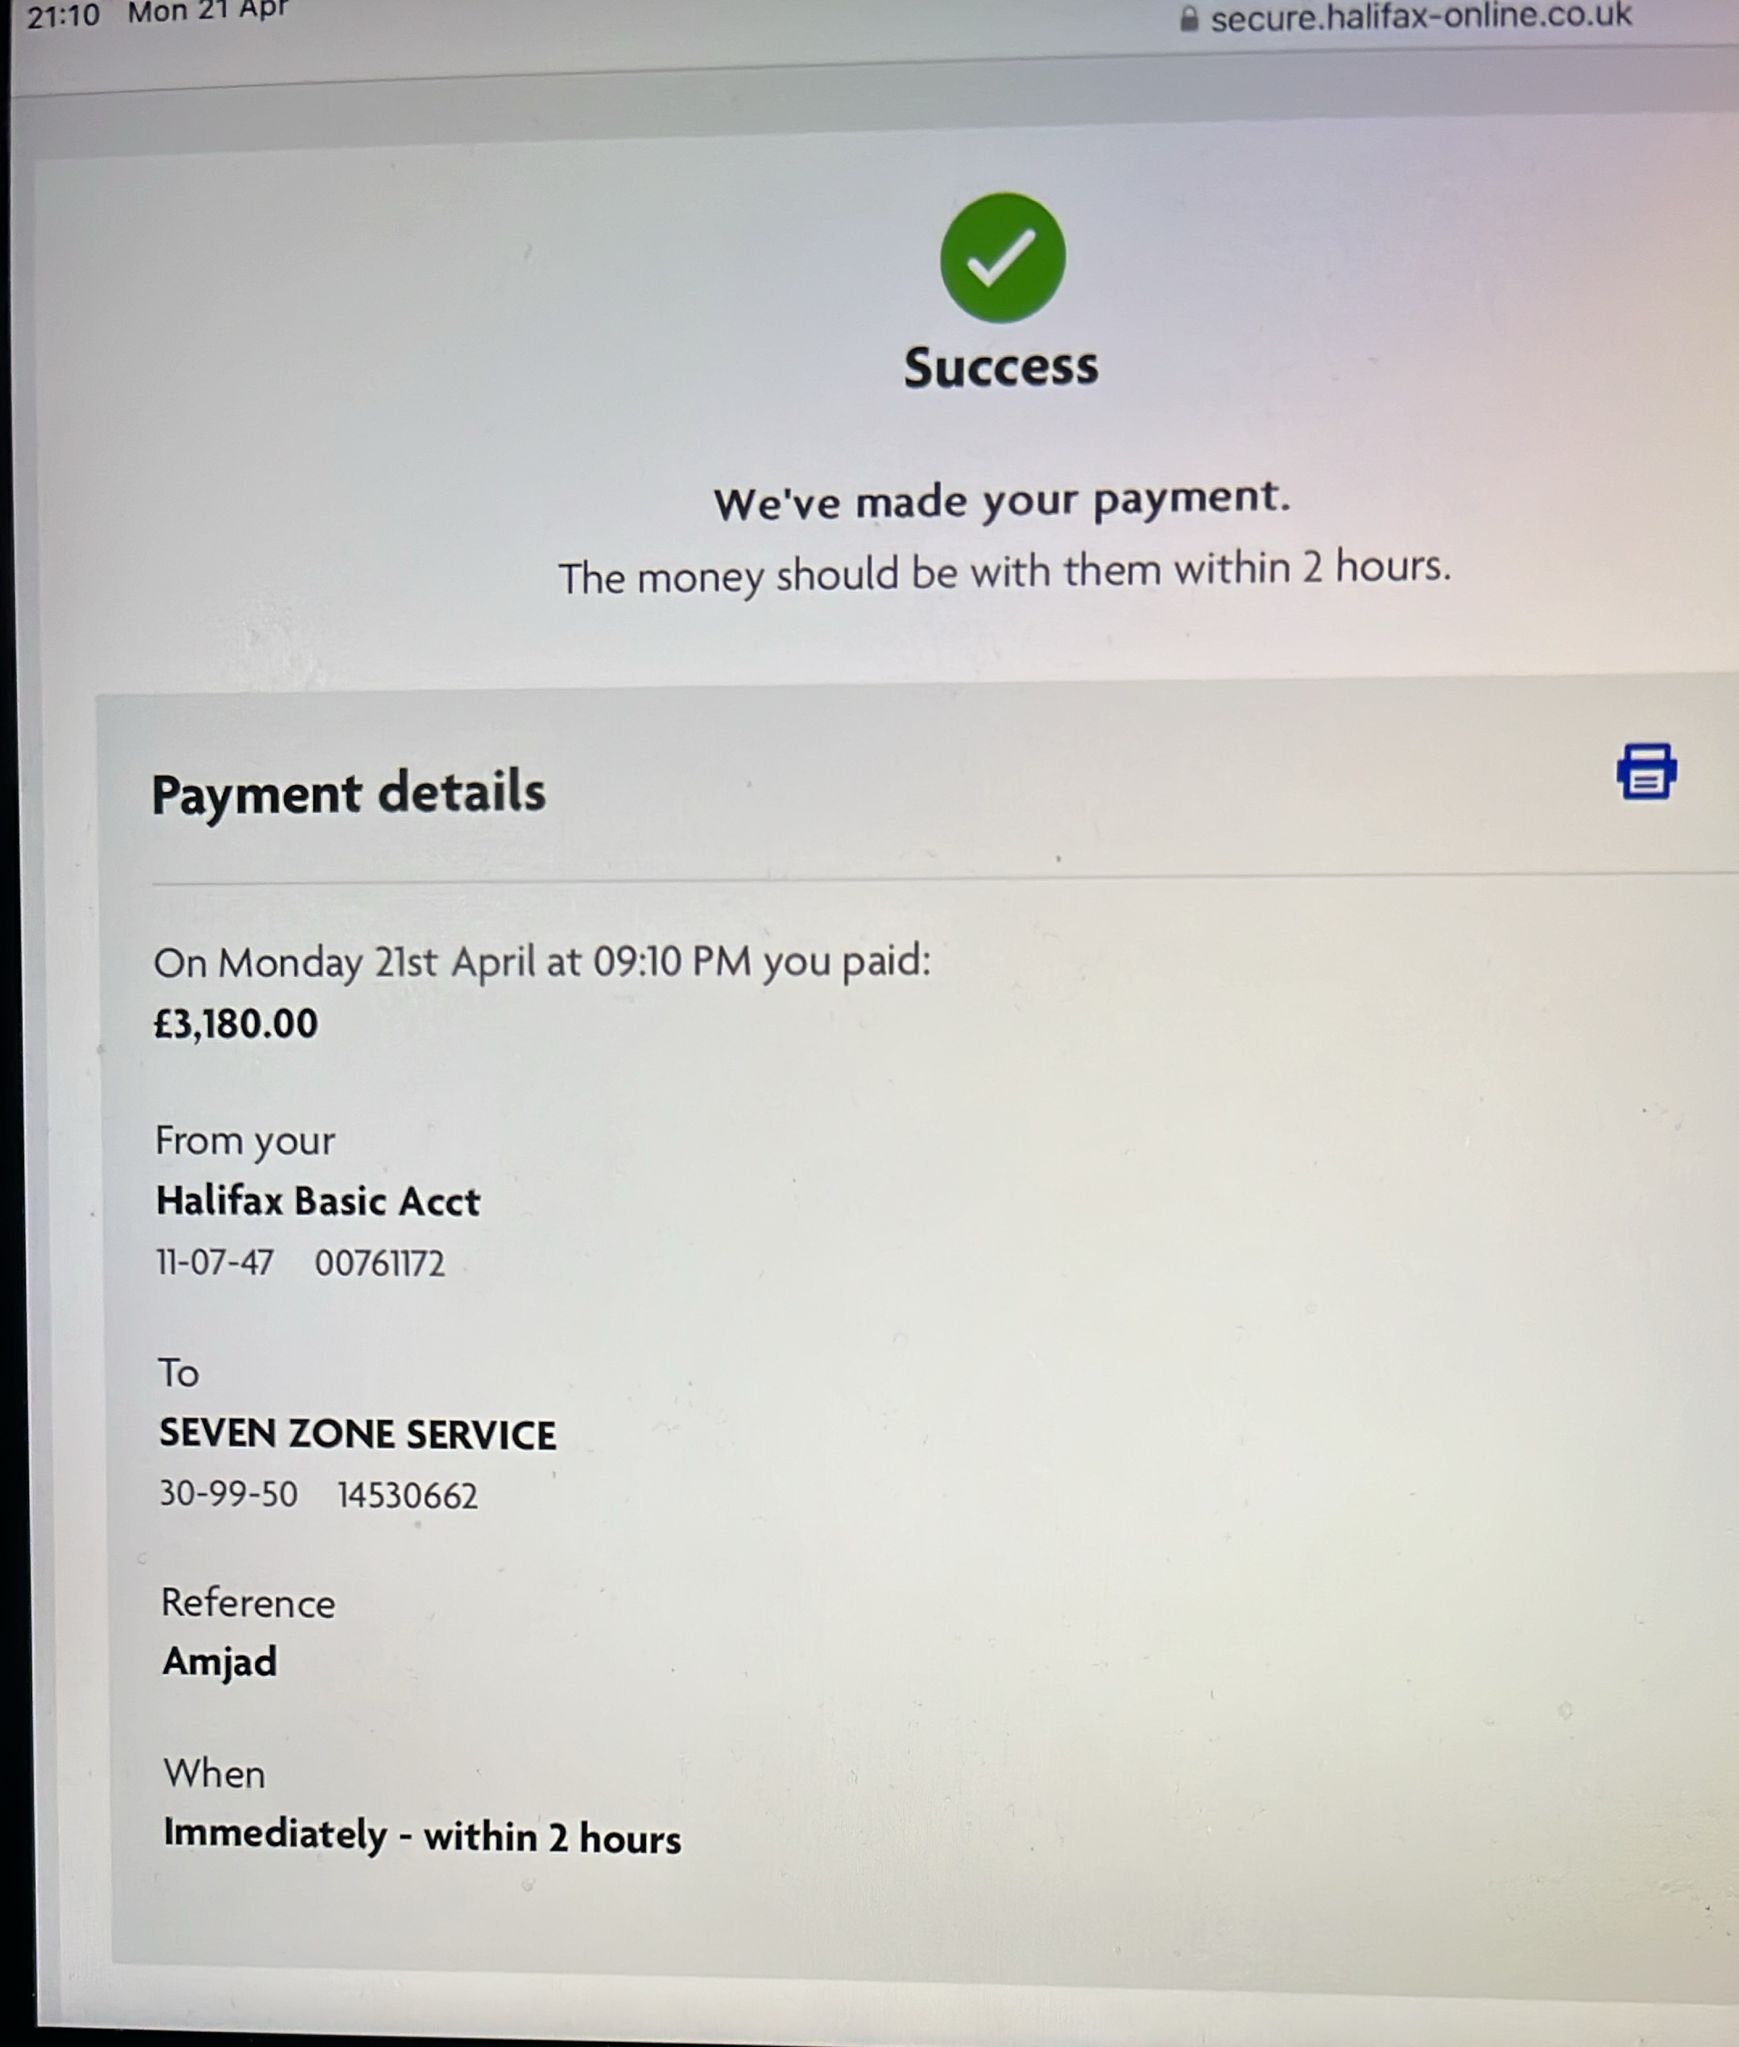 21:10 Mon 21 Apr
secure.halifax-online.co.uk
Success
We've made your payment.
The money should be with them within 2 hours.
Payment details
On Monday 21st April at 09:10 PM you paid:
£3,180.00
From your
Halifax Basic Acct
11-07-47 00761172
To
SEVEN ZONE SERVICE
30-99-50 14530662
Reference
Amjad
When
Immediately - within 2 hours